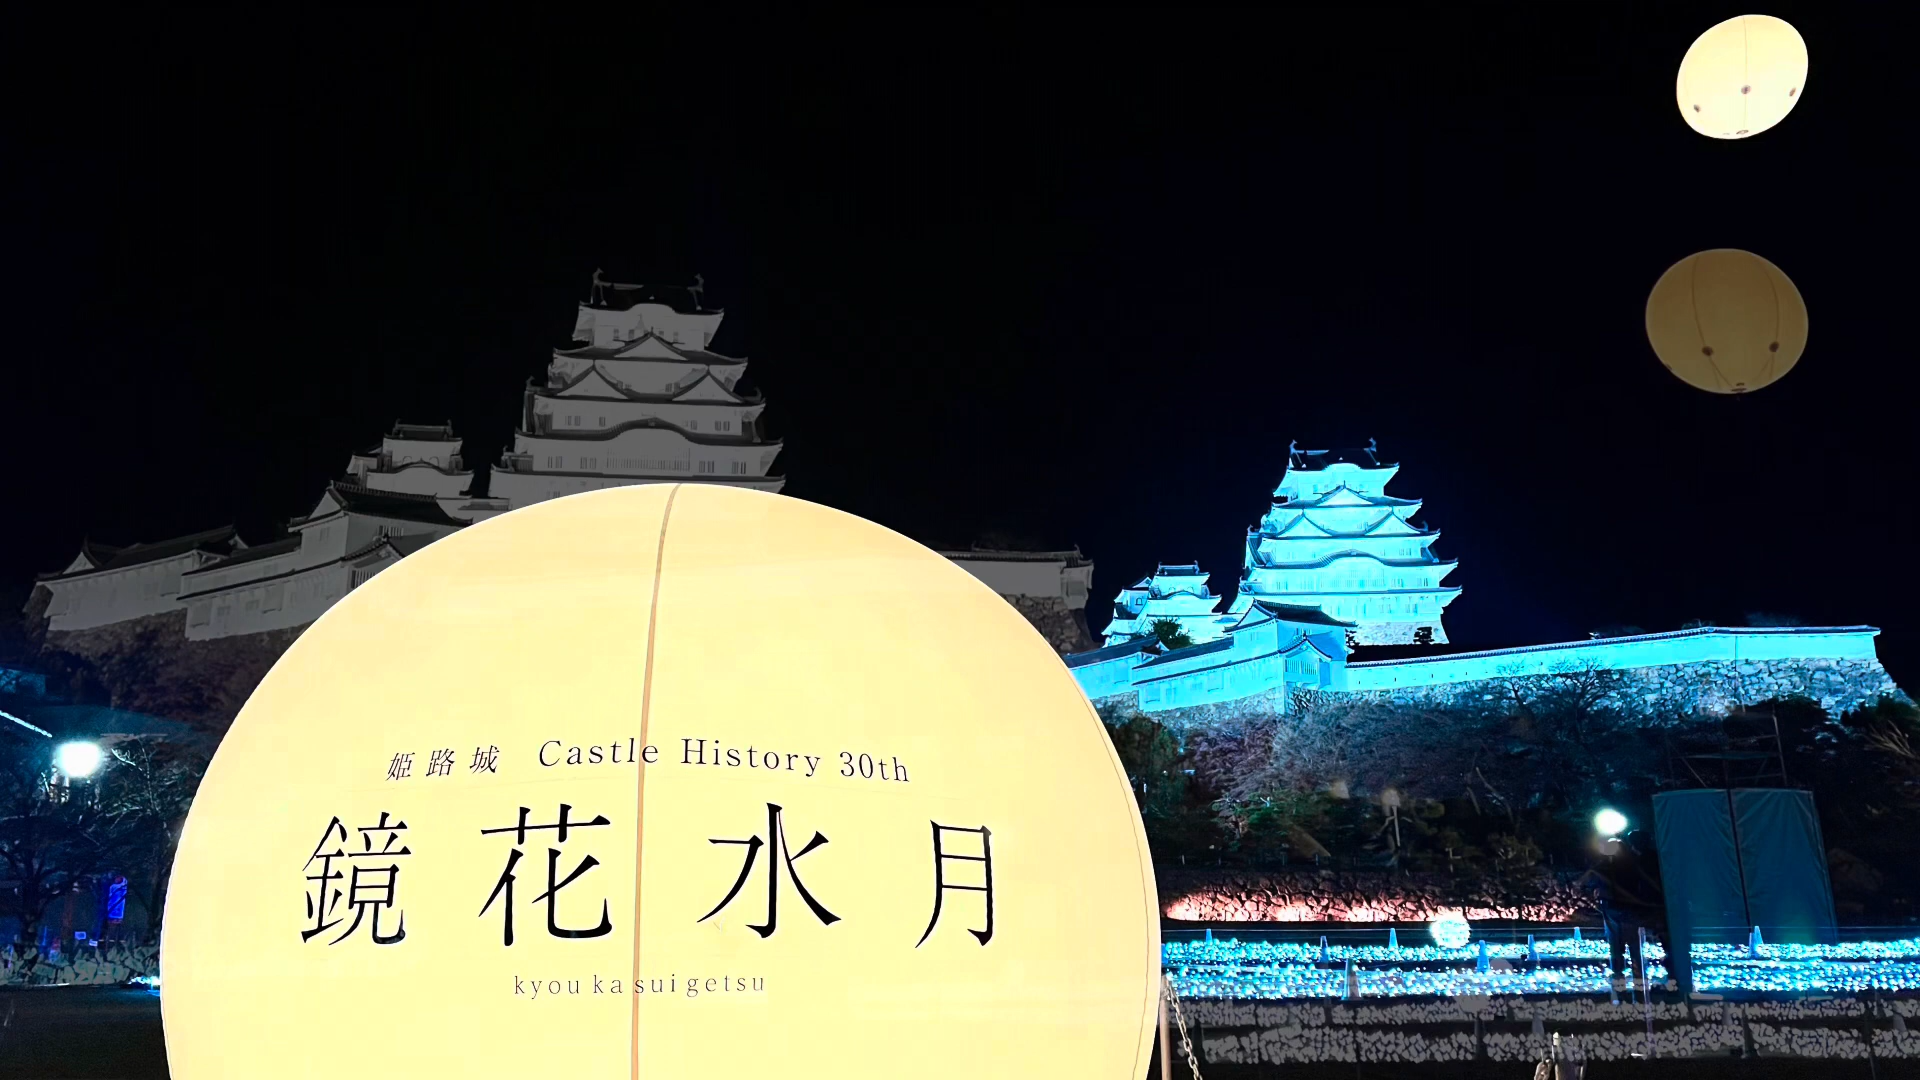 姫路城 Castle History 30th
鏡花水月
kyou ka sui getsu